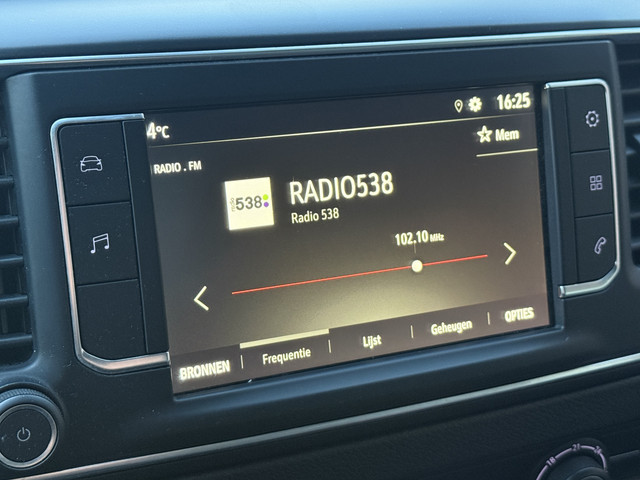 16:25
4°C
Mem
RADIO . FM
538
RADIO538
Radio 538
102.10 MHz
BRONNEN
Frequentie
Lijst
Geheugen
OPTIES